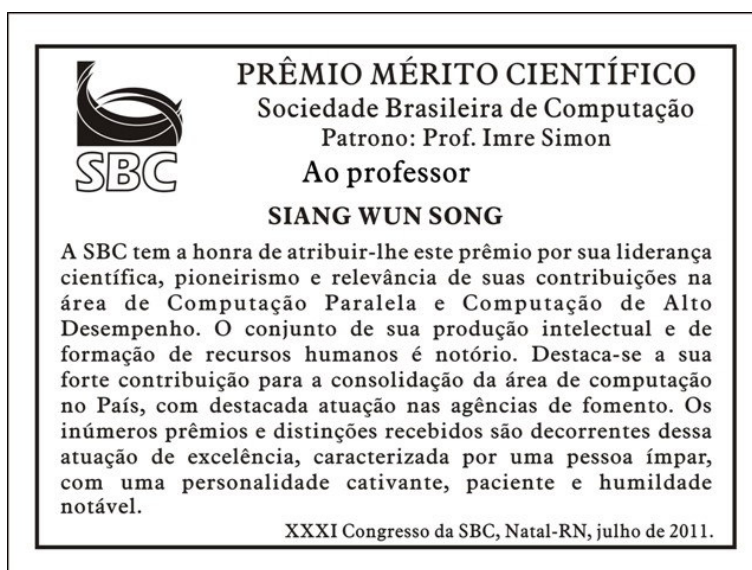 PRÊMIO MÉRITO CIENTÍFICO
Sociedade Brasileira de Computação
Patrono: Prof. Imre Simon
SBC
Ao professor
SIANG WUN SONG
A SBC tem a honra de atribuir-lhe este prêmio por sua liderança
científica, pioneirismo e relevância de suas contribuições na
área de Computação Paralela e Computação de Alto
Desempenho. O conjunto de sua produção intelectual e de
formação de recursos humanos é notório. Destaca-se a sua
forte contribuição para a consolidação da área de computação
no País, com destacada atuação nas agências de fomento. Os
inúmeros prêmios e distinções recebidos são decorrentes dessa
atuação de excelência, caracterizada por uma pessoa ímpar,
com uma personalidade cativante, paciente e humildade
notável.
XXXI Congresso da SBC, Natal-RN, julho de 2011.